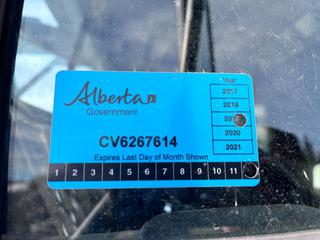 Alberta
Government
Year
2017
2018
2020
2021
CV6267614
Expires Last Day of Month Shown
1 2 3 4 5 6 7 8 9 10 11